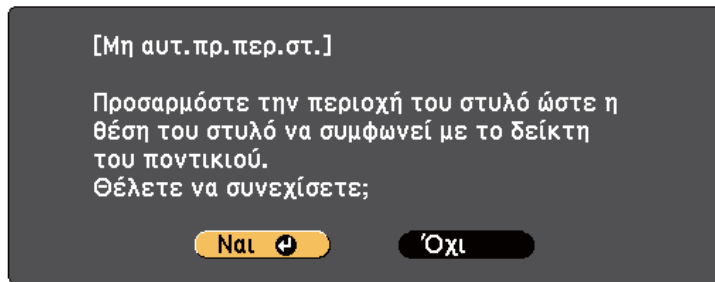 [Μη αυτ.πρ.περ.στ.]
Προσαρμόστε την περιοχή του στυλό ώστε η
θέση του στυλό να συμφωνεί με το δείκτη
του ποντικιού.
Θέλετε να συνεχίσετε;
Ναι Όχι